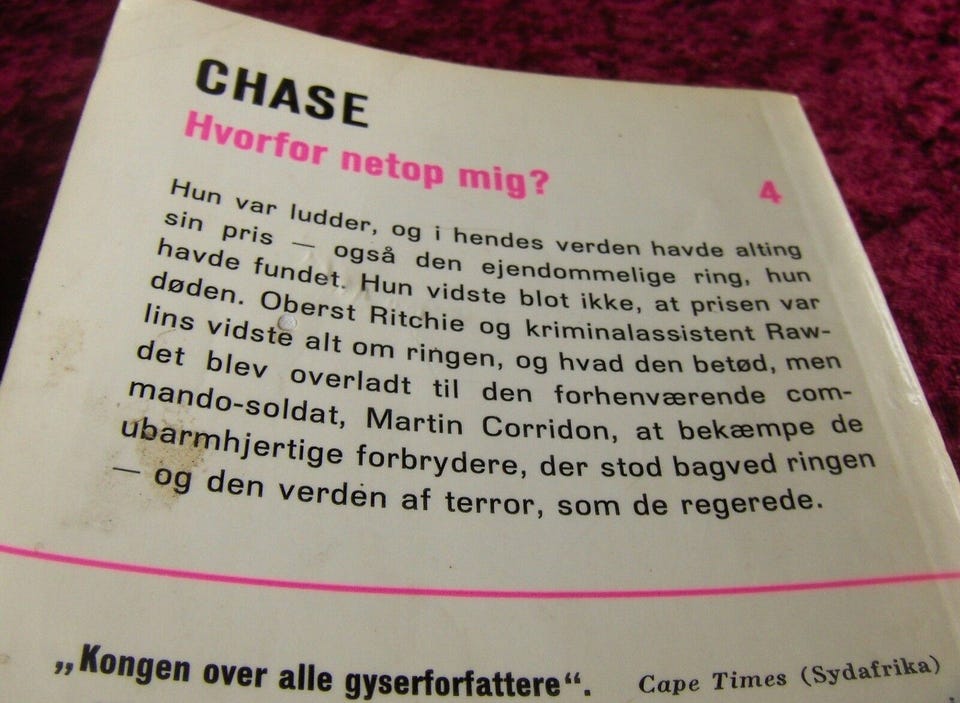 CHASE
Hvorfor netop mig?
4
Hun var ludder, og i hendes verden havde alting
sin pris — også den ejendommelige ring, hun
havde fundet. Hun vidste blot ikke, at prisen var
døden. Oberst Ritchie og kriminalassistent Raw-
lins vidste alt om ringen, og hvad den betød, men
det blev overladt til den forhenværende com-
mando-soldat, Martin Corridon, at bekæmpe de
ubarmhjertige forbrydere, der stod bagved ringen
— og den verden af terror, som de regerede.
„Kongen over alle gyserforfattere“. Cape Times (Sydafrika)